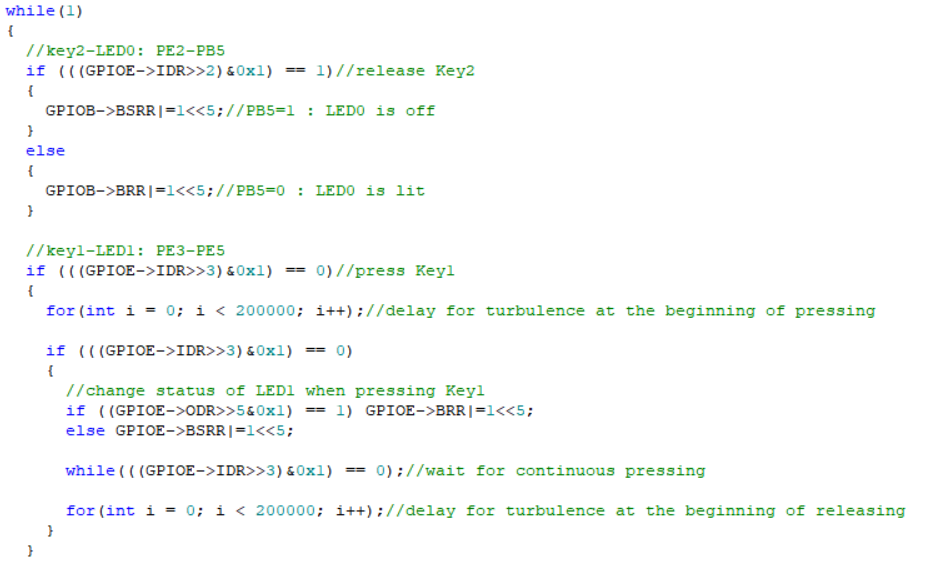 while(1)
{
//key2-LED0: PE2-PB5
if (((GPIOE->IDR>>2)&0x1) == 1)//release Key2
{
GPIOB->BSRR|=1<<5;//PB5=1 : LED0 is off
}
else
{
GPIOB->BRR|=1<<5;//PB5=0 : LED0 is lit
}
//key1-LED1: PE3-PE5
if (((GPIOE->IDR>>3)&0x1) == 0)//press Key1
{
for(int i = 0; i < 200000; i++);//delay for turbulence at the beginning of pressing
if (((GPIOE->IDR>>3)&0x1) == 0)
{
//change status of LED1 when pressing Key1
if ((GPIOE->ODR>>5&0x1) == 1) GPIOE->BRR|=1<<5;
else GPIOE->BSRR|=1<<5;
while(((GPIOE->IDR>>3)&0x1) == 0);//wait for continuous pressing
for(int i = 0; i < 200000; i++);//delay for turbulence at the beginning of releasing
}
}